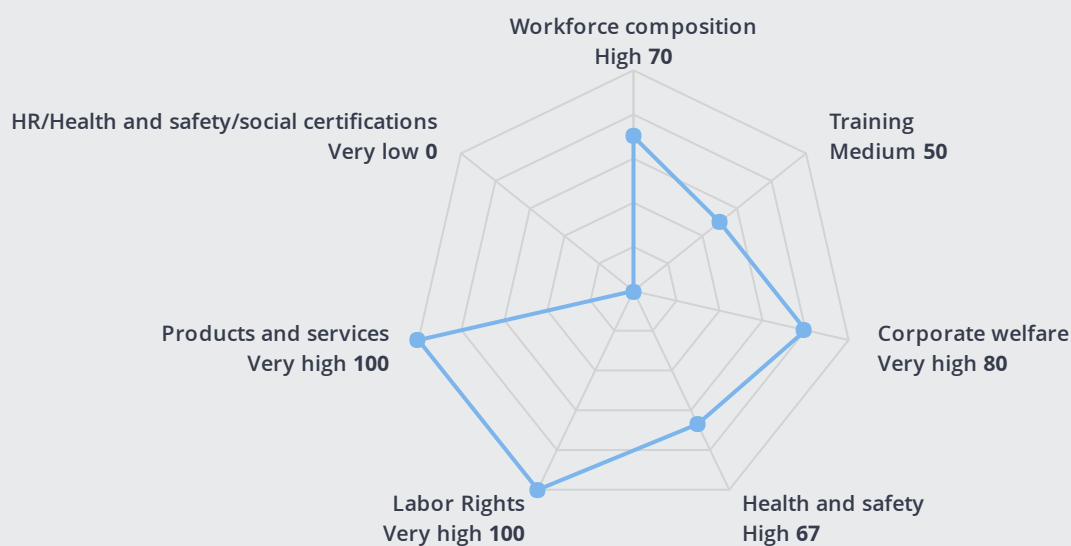 Workforce composition
High 70
HR/Health and safety/social certifications
Very low 0
Training
Medium 50
Products and services
Very high 100
Corporate welfare
Very high 80
Labor Rights
Very high 100
Health and safety
High 67